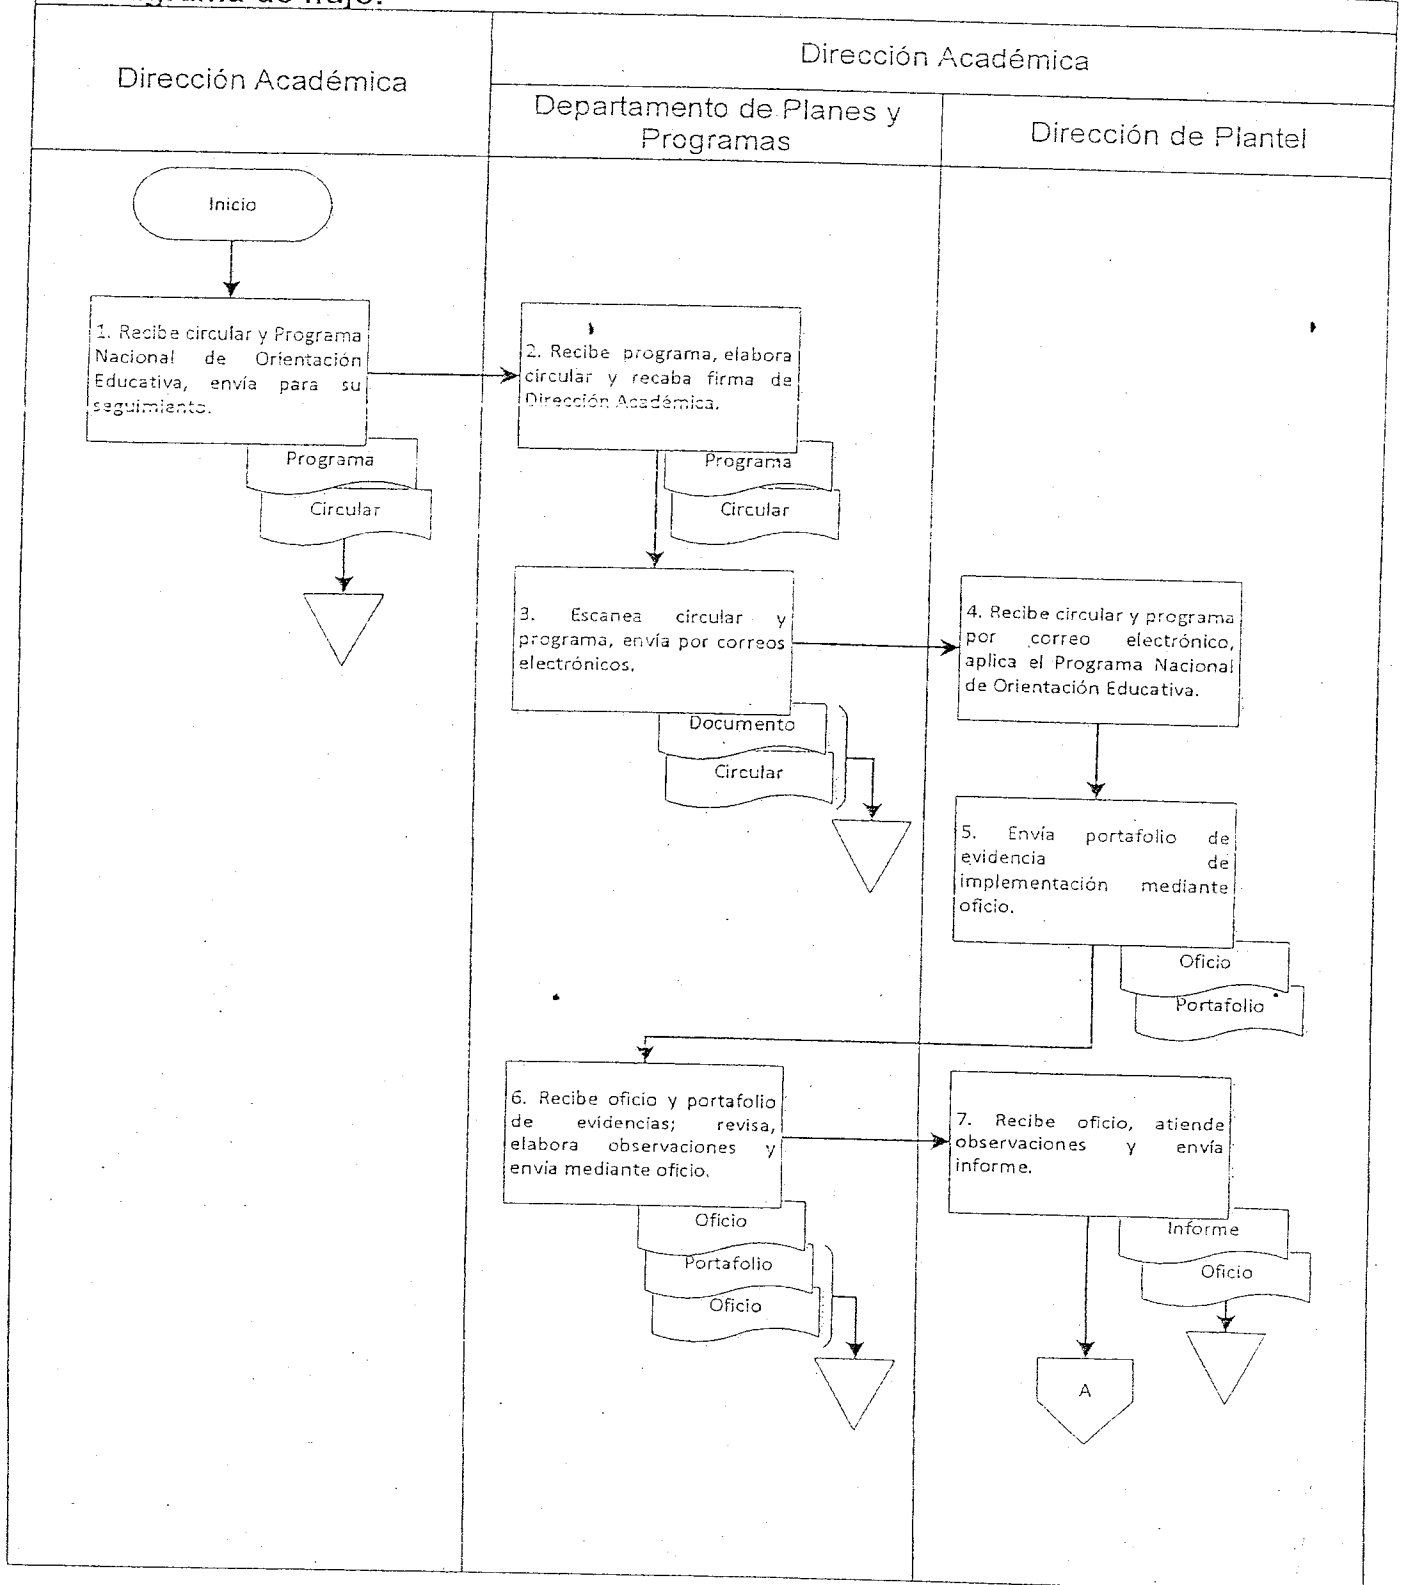 de flujo.
Dirección Académica
Dirección Académica
Departamento de Planes y
Programas
Dirección de Plantel
Inicio
1. Recibe circular y Programa
Nacional de Orientación
Educativa, envía para su
seguimiento.
Programa
Circular
2. Recibe programa, elabora
circular y recaba firma de
Dirección Académica.
Programa
Circular
3. Escanea circular y
programa, envía por correos
electrónicos.
Documento
Circular
4. Recibe circular y programa
por correo electrónico,
aplica el Programa Nacional
de Orientación Educativa.
5. Envía portafolio de
evidencia de
implementación mediante
oficio.
Oficio
Portafolio
6. Recibe oficio y portafolio
de evidencias; revisa,
elabora observaciones y
envía mediante oficio.
Oficio
Portafolio
Oficio
7. Recibe oficio, atiende
observaciones y envía
informe.
Informe
Oficio
A